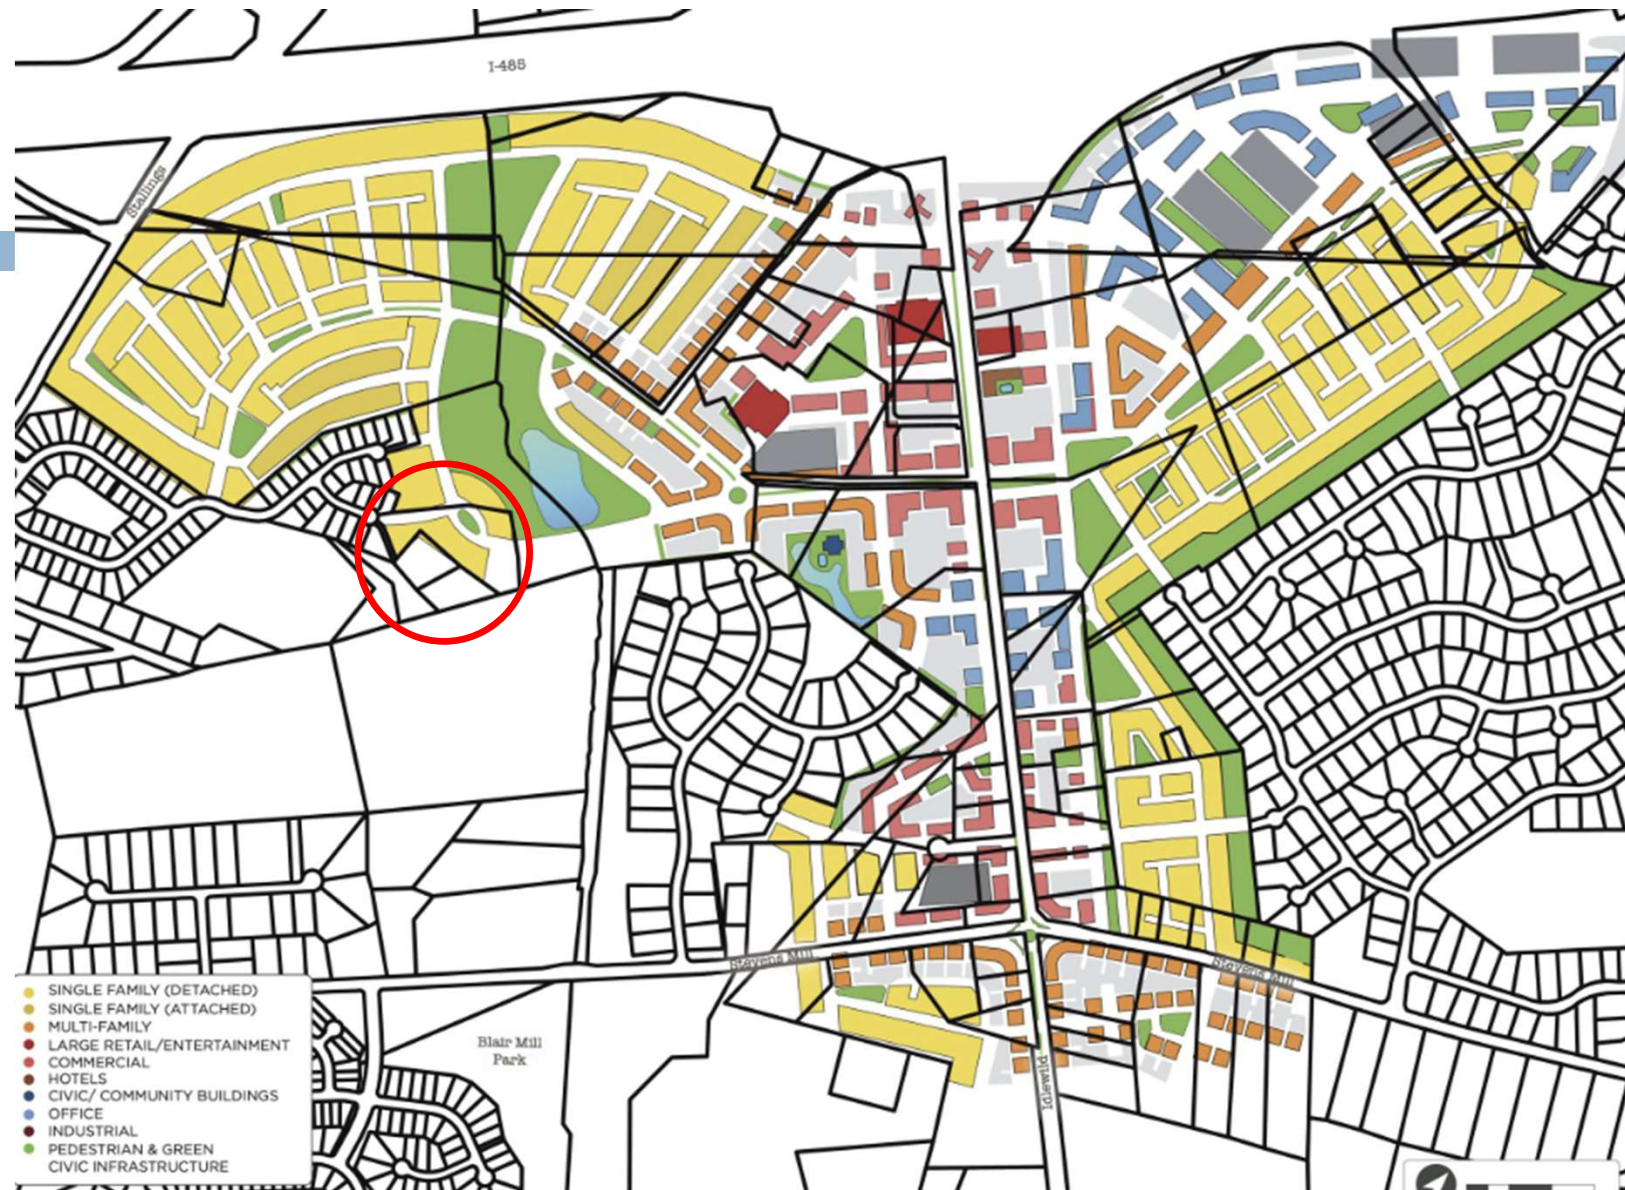 I-485
Stallings
Stevens Mill
Stevens Mill
Blair Mill
Park
Idlewild
SINGLE FAMILY (DETACHED)
SINGLE FAMILY (ATTACHED)
MULTI-FAMILY
LARGE RETAIL/ENTERTAINMENT
COMMERCIAL
HOTELS
CIVIC/ COMMUNITY BUILDINGS
OFFICE
INDUSTRIAL
PEDESTRIAN & GREEN
CIVIC INFRASTRUCTURE